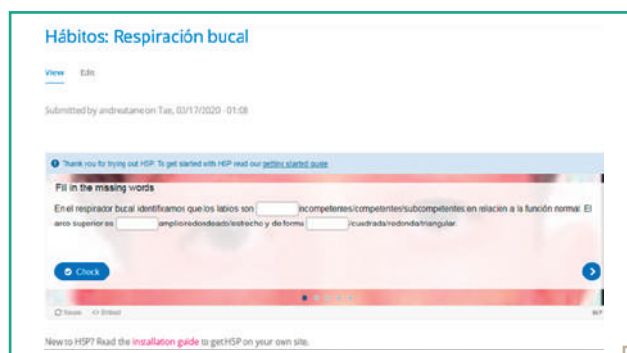 Hábitos: Respiración bucal
View Edit
Submitted by andreutane on Tue, 03/17/2020 - 01:08
Thank you for trying out H5P. To get started with H5P read our getting started guide
Fill in the missing words
En el respirador bucal identificamos que los labios son incompetentes/competentes/subcompetentes en relación a la función normal. El
arco superior es amplio/redondeado/estrecho y de forma /cuadrada/redonda/triangular.
Check
Reuse <> Embed
New to H5P? Read the installation guide to get H5P on your own site.